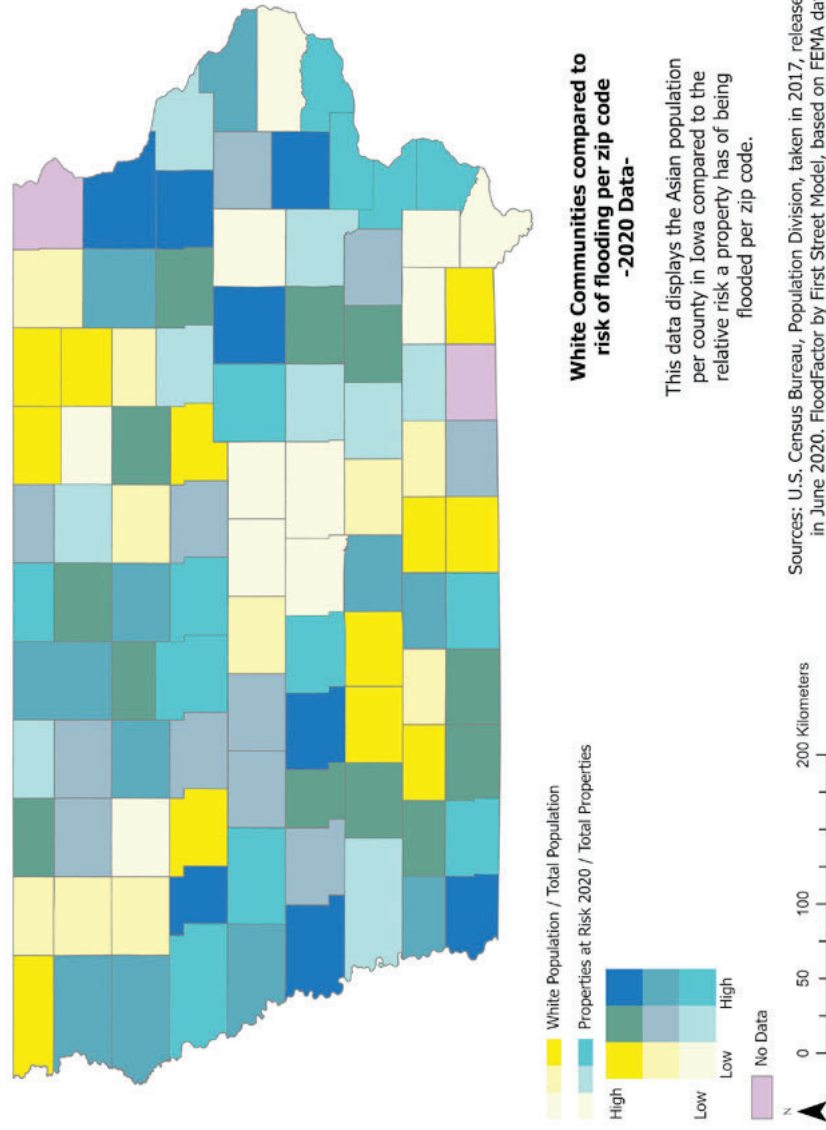 White Communities compared to
risk of flooding per zip code
-2020 Data-
This data displays the Asian population
per county in Iowa compared to the
relative risk a property has of being
flooded per zip code.
Sources: U.S. Census Bureau, Population Division, taken in 2017,
in June 2020. FloodFactor by First Street Model, based on FEMA
White Population / Total Population
Properties at Risk 2020 / Total Properties
High
Low
Low
High
No Data
N
0 50 100 200 Kilometers